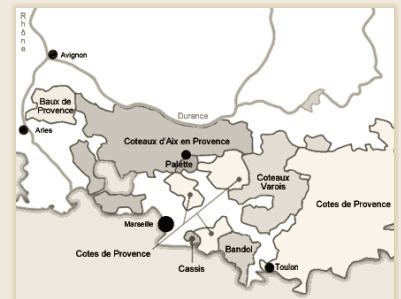 Rhône
Avignon
Baux de
Provence
Arles
Durance
Coteaux d'Aix en Provence
Palette
Coteaux
Varois
Cotes de Provence
Marseille
Cotes de Provence
Bandol
Cassis
Toulon